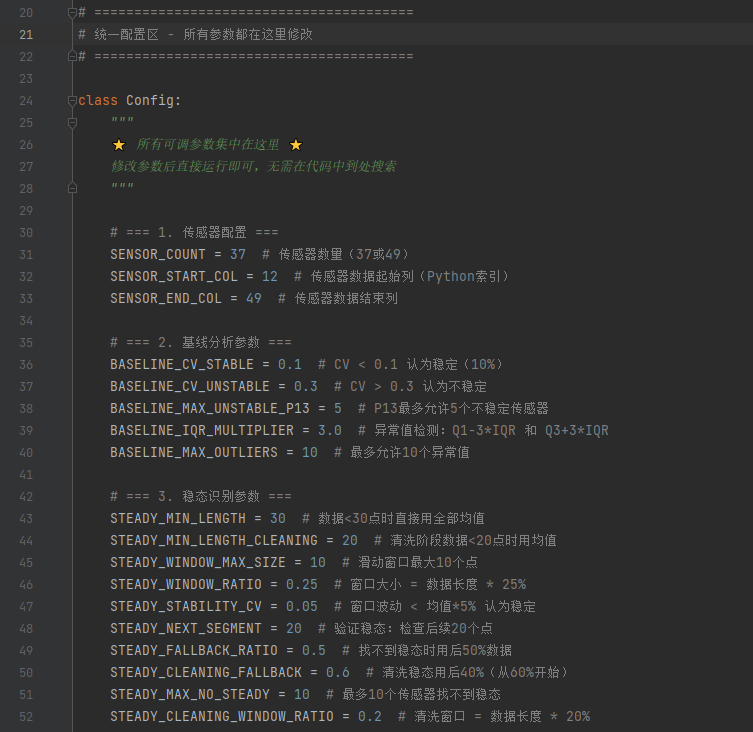 20 # ========================================
21 # 统一配置区 - 所有参数都在这里修改
22 # ========================================
23
24 class Config:
25 """
26 ⭐ 所有可调参数集中在这里 ⭐
27 修改参数后直接运行即可，无需在代码中到处搜索
28 """
29
30 # === 1. 传感器配置 ===
31 SENSOR_COUNT = 37 # 传感器数量（37或49）
32 SENSOR_START_COL = 12 # 传感器数据起始列（Python索引）
33 SENSOR_END_COL = 49 # 传感器数据结束列
34
35 # === 2. 基线分析参数 ===
36 BASELINE_CV_STABLE = 0.1 # CV < 0.1 认为稳定（10%）
37 BASELINE_CV_UNSTABLE = 0.3 # CV > 0.3 认为不稳定
38 BASELINE_MAX_UNSTABLE_P13 = 5 # P13最多允许5个不稳定传感器
39 BASELINE_IQR_MULTIPLIER = 3.0 # 异常值检测：Q1-3*IQR 和 Q3+3*IQR
40 BASELINE_MAX_OUTLIERS = 10 # 最多允许10个异常值
41
42 # === 3. 稳态识别参数 ===
43 STEADY_MIN_LENGTH = 30 # 数据<30点时直接用全部均值
44 STEADY_MIN_LENGTH_CLEANING = 20 # 清洗阶段数据<20点时用均值
45 STEADY_WINDOW_MAX_SIZE = 10 # 滑动窗口最大10个点
46 STEADY_WINDOW_RATIO = 0.25 # 窗口大小 = 数据长度 * 25%
47 STEADY_STABILITY_CV = 0.05 # 窗口波动 < 均值*5% 认为稳定
48 STEADY_NEXT_SEGMENT = 20 # 验证稳态：检查后续20个点
49 STEADY_FALLBACK_RATIO = 0.5 # 找不到稳态时用后50%数据
50 STEADY_CLEANING_FALLBACK = 0.6 # 清洗稳态用后40%（从60%开始）
51 STEADY_MAX_NO_STEADY = 10 # 最多10个传感器找不到稳态
52 STEADY_CLEANING_WINDOW_RATIO = 0.2 # 清洗窗口 = 数据长度 * 20%